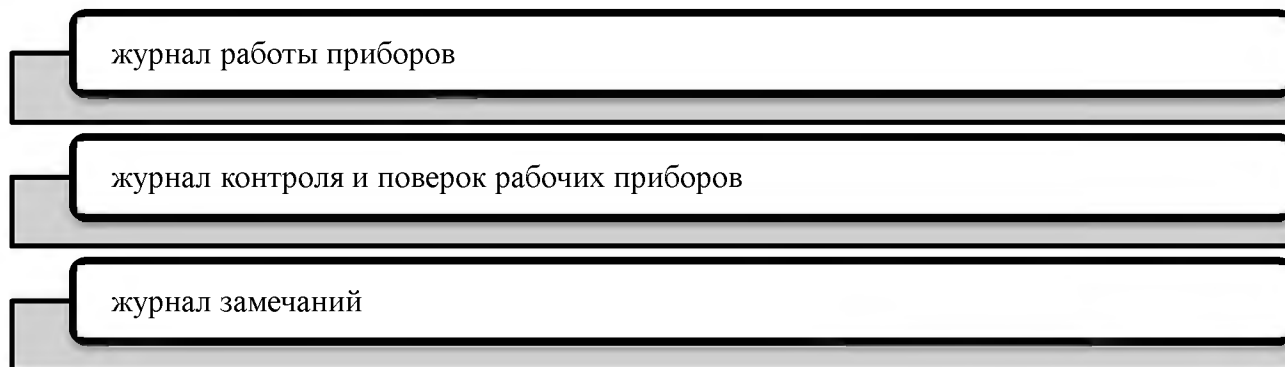 журнал работы приборов
журнал контроля и поверок рабочих приборов
журнал замечаний